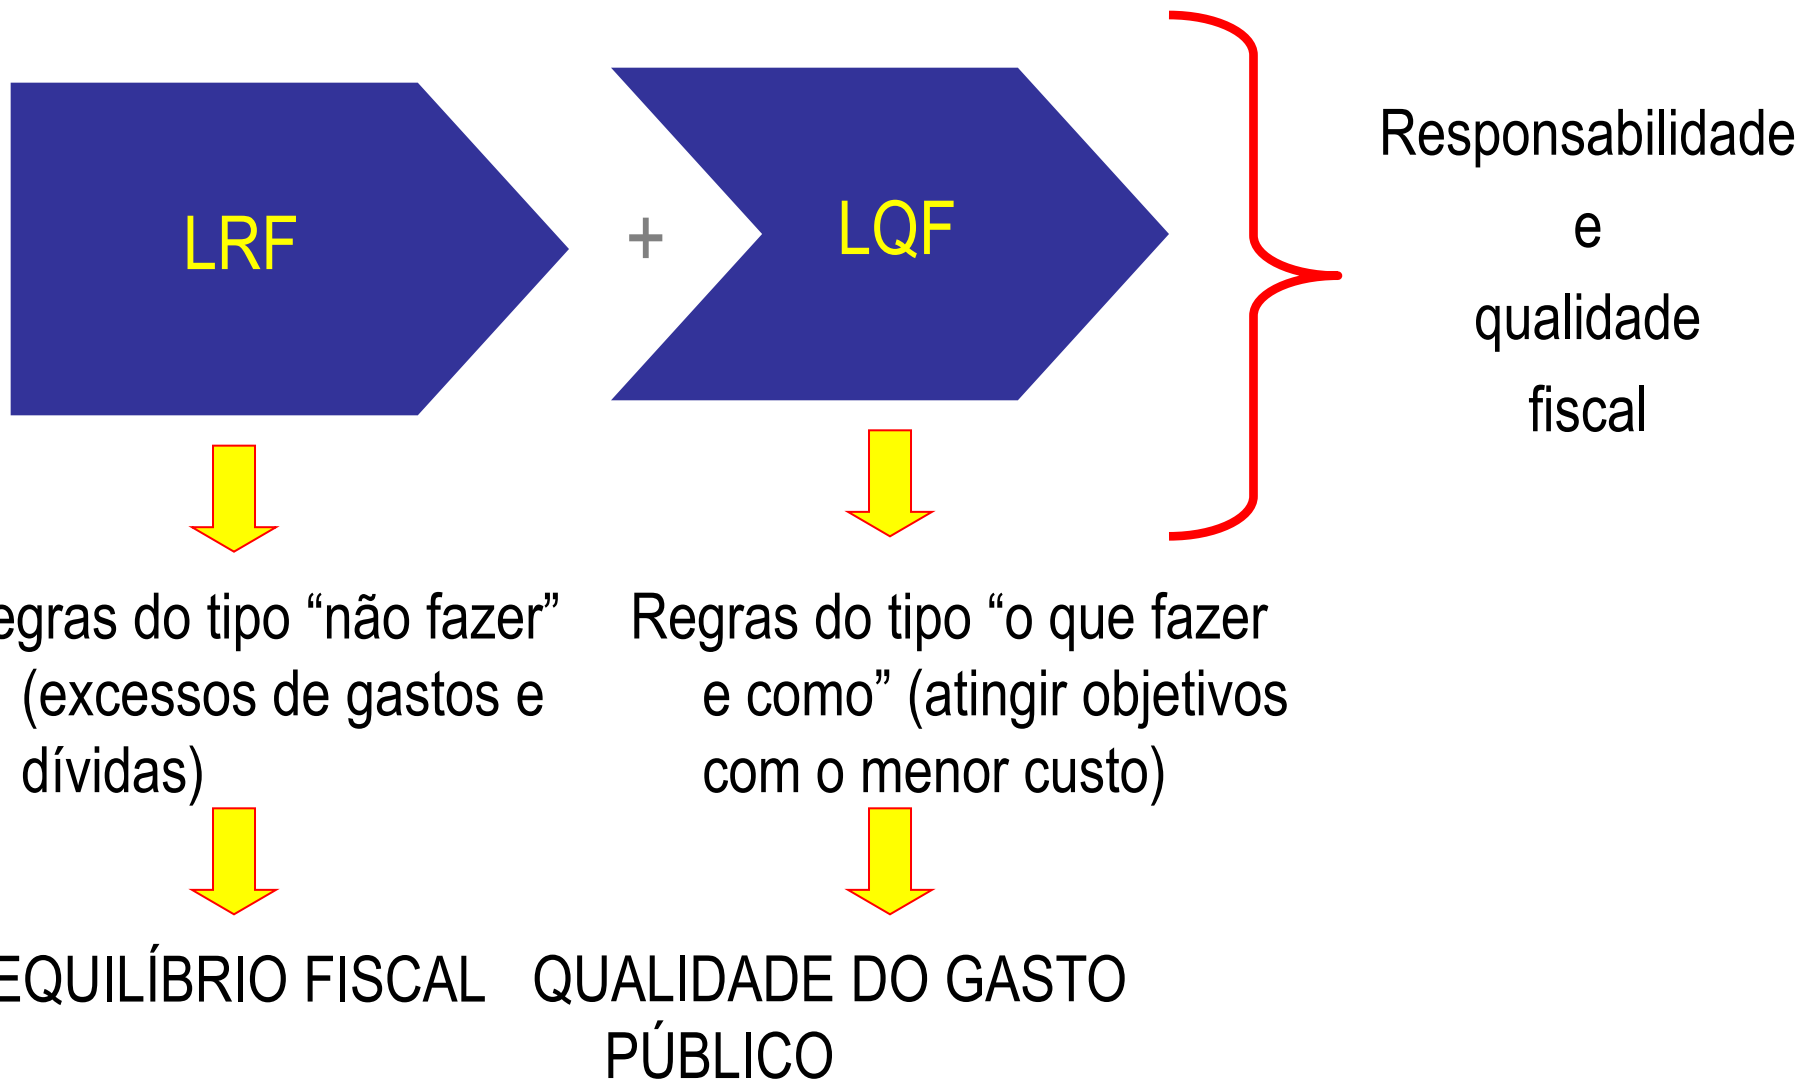 LRF
+
LQF
Responsabilidade
e
qualidade
fiscal
egras do tipo “não fazer”
(excessos de gastos e
dívidas)
Regras do tipo “o que fazer
e como” (atingir objetivos
com o menor custo)
EQUILÍBRIO FISCAL
QUALIDADE DO GASTO
PÚBLICO